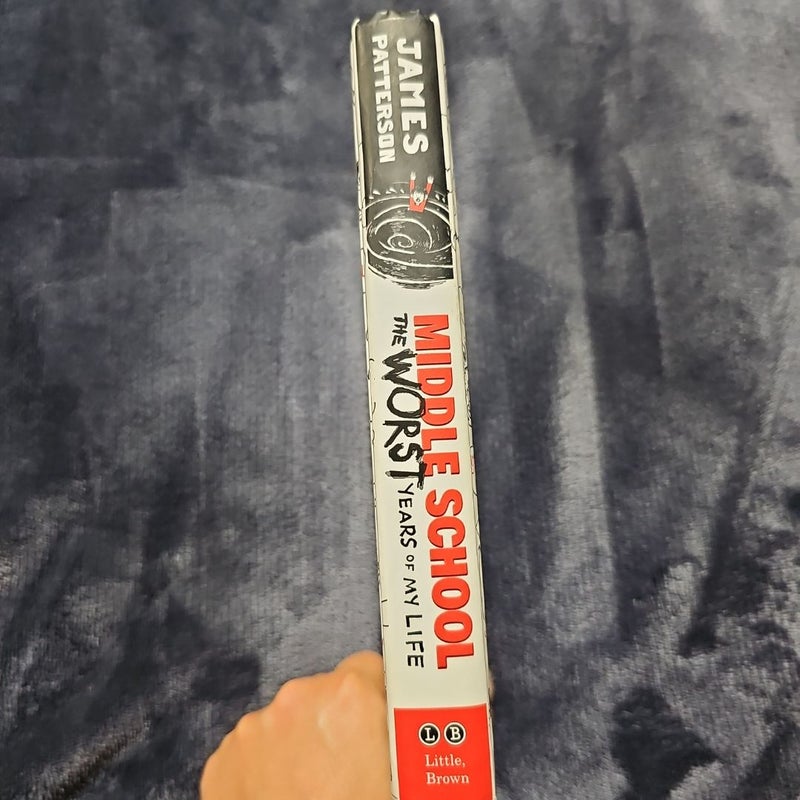 JAMES
PATTERSON
MIDDLE SCHOOL
THE WORST YEARS OF MY LIFE
L B
Little,
Brown